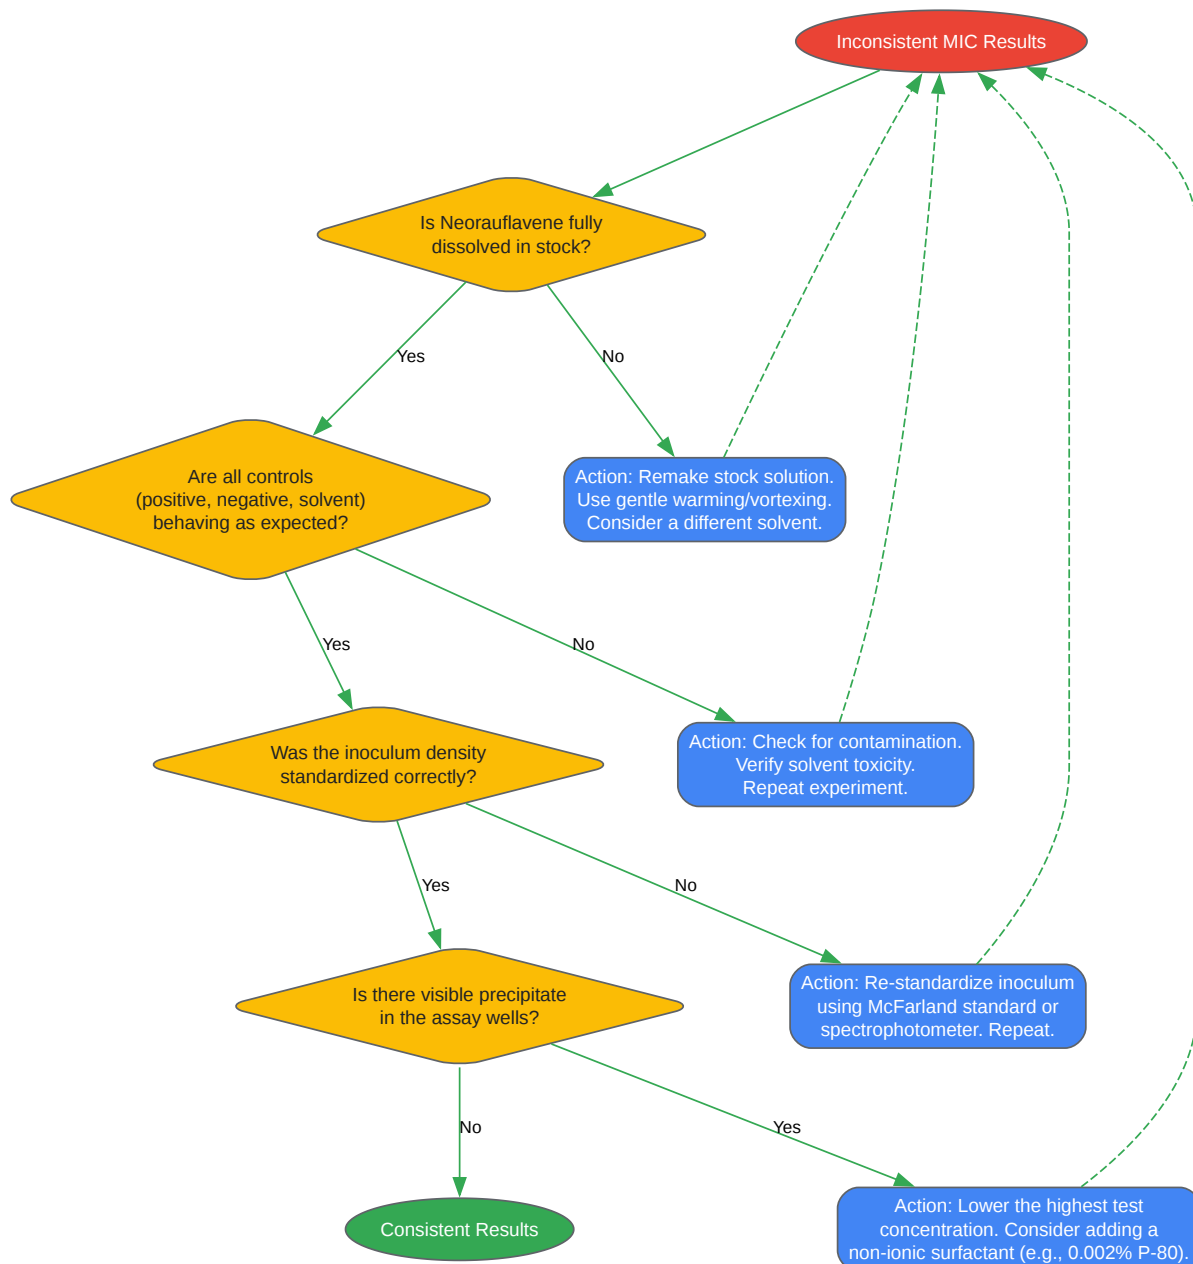 Inconsistent MIC Results
Is Neorauflavene fully
dissolved in stock?
Yes
No
Are all controls
(positive, negative, solvent)
behaving as expected?
Action: Remake stock solution.
Use gentle warming/vortexing.
Consider a different solvent.
Yes
No
Was the inoculum density
standardized correctly?
Action: Check for contamination.
Verify solvent toxicity.
Repeat experiment.
Yes
No
Is there visible precipitate
in the assay wells?
Action: Re-standardize inoculum
using McFarland standard or
spectrophotometer. Repeat.
No
Yes
Consistent Results
Action: Lower the highest test
concentration. Consider adding a
non-ionic surfactant (e.g., 0.002% P-80).